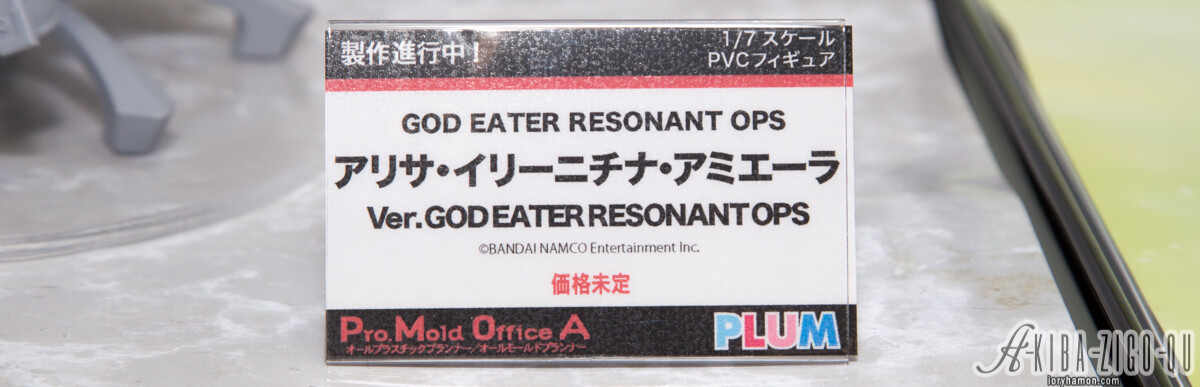 製作進行中！
1/7 スケール
PVCフィギュア
GOD EATER RESONANT OPS
アリサ・イリーニチナ・アミエーラ
Ver.GOD EATER RESONANT OPS
©BANDAI NAMCO Entertainment Inc.
価格未定
Pro.Mold Office A
オールプラスチックプランナー／オールモールドプランナー
PLUM
A-KIBA-ZIGO-QU
loryhamon.com